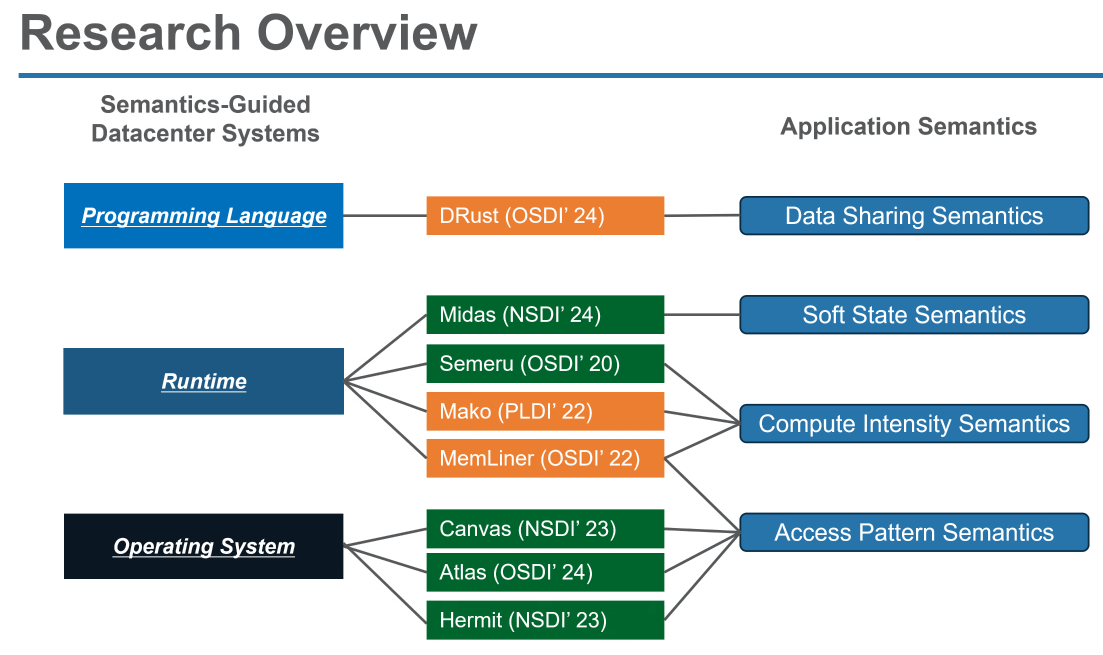 Research Overview
Semantics-Guided
Datacenter Systems
Application Semantics
Programming Language
DRust (OSDI’ 24)
Data Sharing Semantics
Midas (NSDI’ 24)
Soft State Semantics
Semeru (OSDI’ 20)
Runtime
Mako (PLDI’ 22)
Compute Intensity Semantics
MemLiner (OSDI’ 22)
Canvas (NSDI’ 23)
Access Pattern Semantics
Operating System
Atlas (OSDI’ 24)
Hermit (NSDI’ 23)